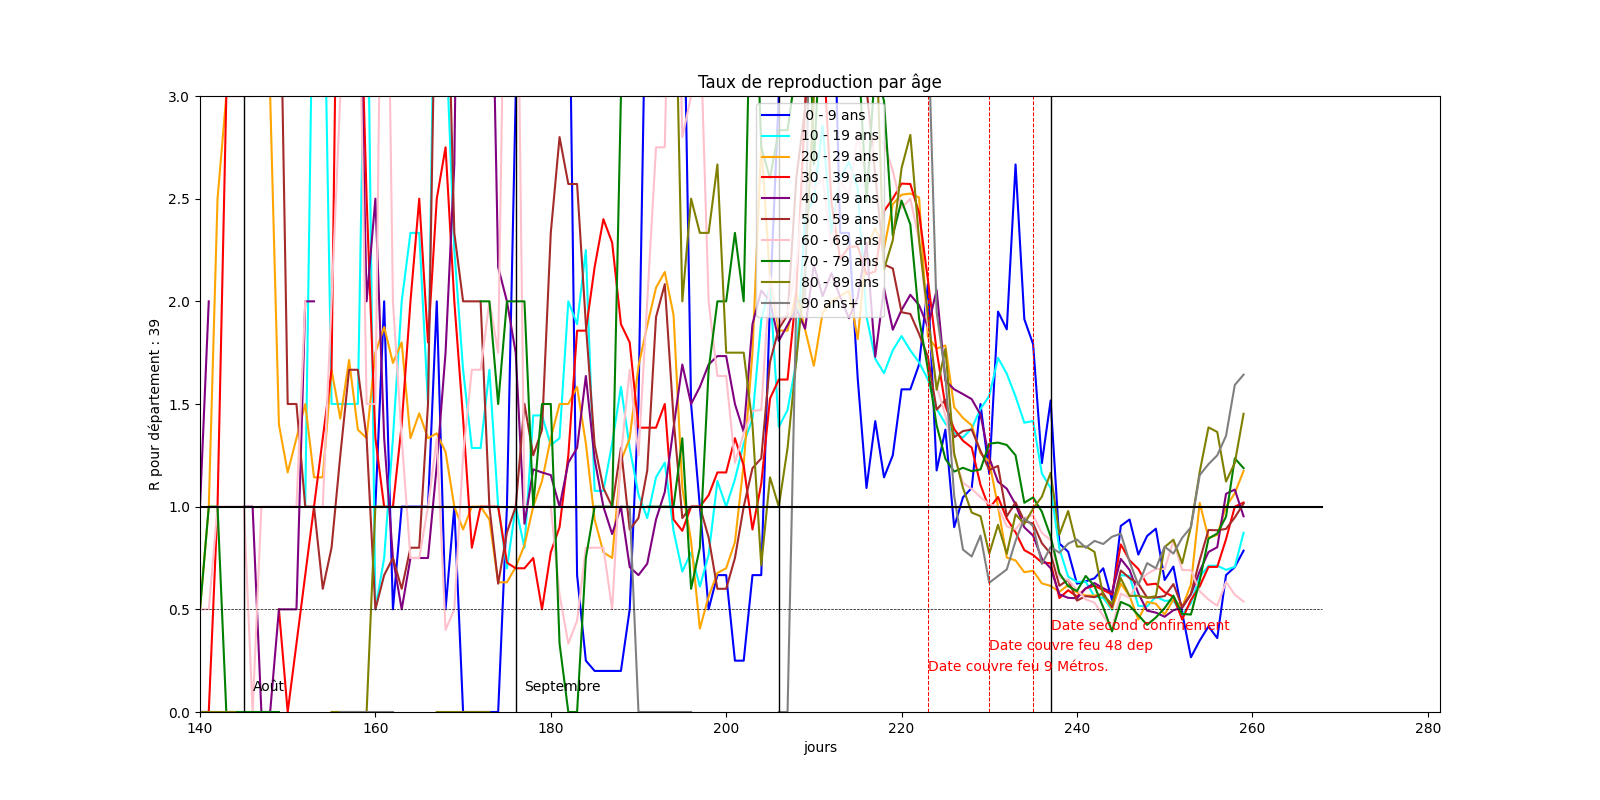 Taux de reproduction par âge
R pour département : 39
3.0
2.5
2.0
1.5
1.0
0.5
0.0
0 - 9 ans
10 - 19 ans
20 - 29 ans
30 - 39 ans
40 - 49 ans
50 - 59 ans
60 - 69 ans
70 - 79 ans
80 - 89 ans
90 ans+
Date second confinement
Date couvre feu 48 dep
Date couvre feu 9 Métros.
Août
Septembre
140 160 180 200 220 240 260 280
jours